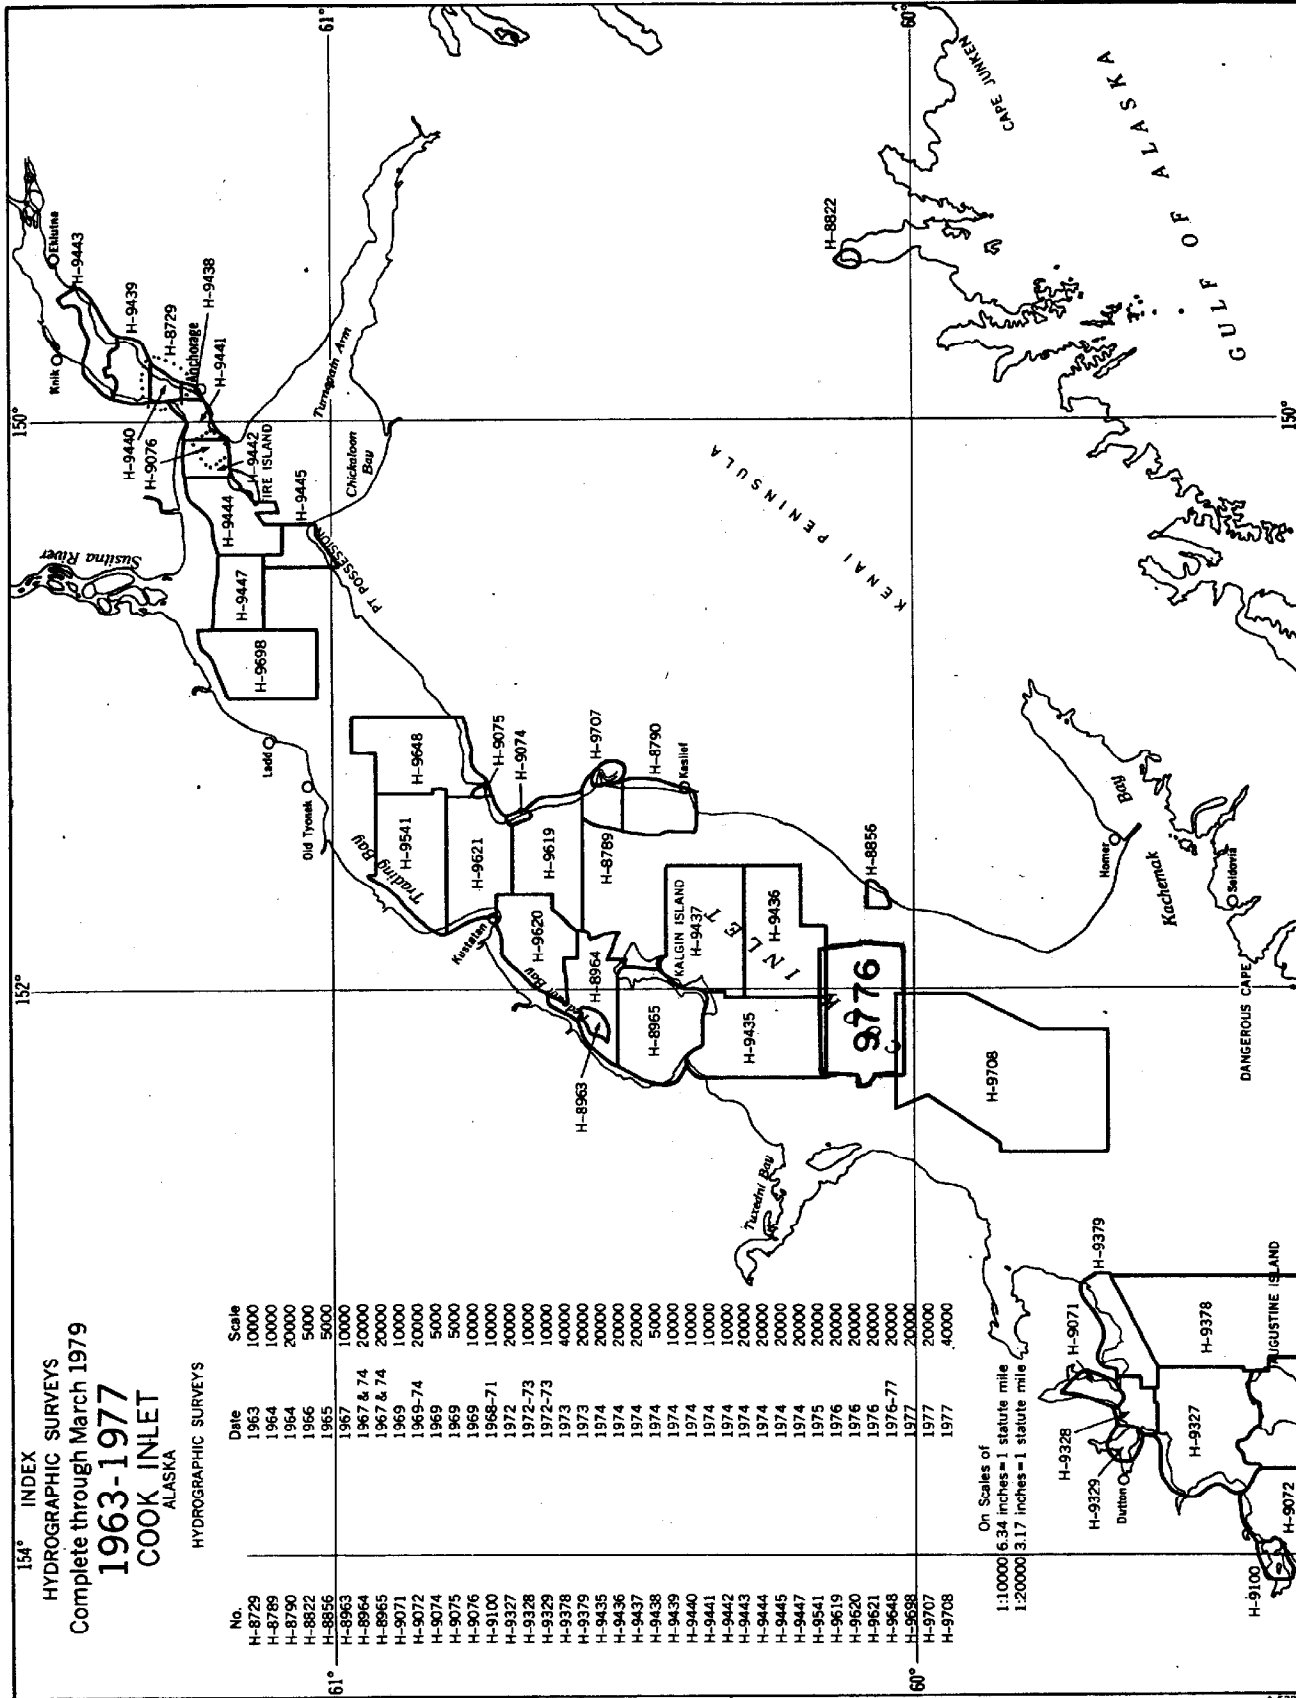 154°
152°
150°
INDEX
HYDROGRAPHIC SURVEYS
Complete through March 1979
1963-1977
COOK INLET
ALASKA
HYDROGRAPHIC SURVEYS
No. Date Scale
H-8729 1963 10000
H-8789 1964 10000
H-8790 1964 20000
H-8822 1966 5000
H-8856 1965 5000
H-8963 1967 10000
H-8964 1967 & 74 20000
H-8965 1967 & 74 20000
H-9071 1969 10000
H-9072 1969-74 20000
H-9074 1969 5000
H-9075 1969 5000
H-9076 1969 10000
H-9100 1968-71 10000
H-9327 1972 20000
H-9328 1972-73 10000
H-9329 1972-73 10000
H-9378 1973 40000
H-9379 1973 20000
H-9435 1974 20000
H-9436 1974 20000
H-9437 1974 20000
H-9438 1974 5000
H-9439 1974 10000
H-9440 1974 10000
H-9441 1974 10000
H-9442 1974 10000
H-9443 1974 20000
H-9444 1974 20000
H-9445 1974 20000
H-9447 1974 20000
H-9541 1975 20000
H-9619 1976 20000
H-9620 1976 20000
H-9621 1976 20000
H-9648 1976-77 20000
H-9698 1977 20000
H-9707 1977 20000
H-9708 1977 40000
On Scales of
1:10000 6.34 inches=1 statute mile
1:20000 3.17 inches=1 statute mile
61°
61°
60°
60°
150°
Susitna River
Knik
Eklutna
H-9443
H-9439
H-8729
Anchorage
H-9438
H-9441
H-9440
H-9076
H-9442
FIRE ISLAND
H-9445
H-9444
H-9447
H-9698
PT POSSESSION
Chickaloon
Bay
Turnagain Arm
Ladd
Old Tyonek
Trading Bay
H-9648
H-9541
H-9075
H-9074
H-9621
H-9619
H-9707
H-8790
Kasilof
H-8789
Kustatan
H-9620
H-8964
H-8963
H-8965
KALGIN ISLAND
H-9437
H-9436
H-9435
INLET
9776
H-8856
H-9708
Tuxedni Bay
KENAI PENINSULA
H-8822
CAPE JUNKEN
GULF OF ALASKA
Homer
Kachemak
Bay
Seldovia
DANGEROUS CAPE
H-9379
H-9071
H-9378
AUGUSTINE ISLAND
H-9328
H-9329
Dutton
H-9327
H-9072
H-9100